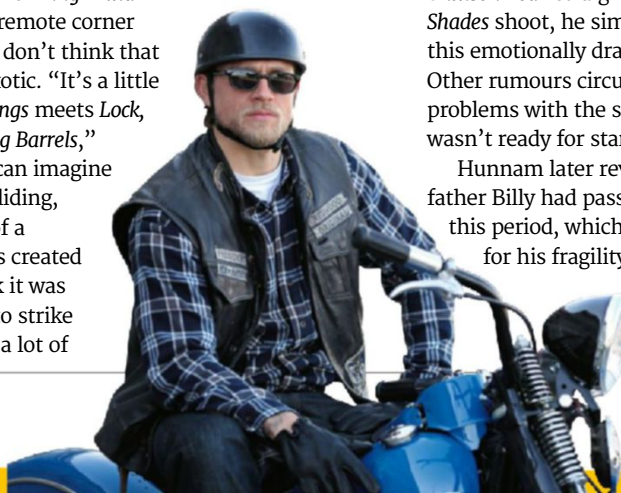 remote corner
don’t think that
otic. “It’s a little
ngs meets Lock,
g Barrels,”
can imagine
liding,
f a
s created
k it was
o strike
a lot of
Shades shoot, he sim
this emotionally dra
Other rumours circu
problems with the s
wasn’t ready for star
Hunnam later rev
father Billy had pass
this period, which
for his fragility